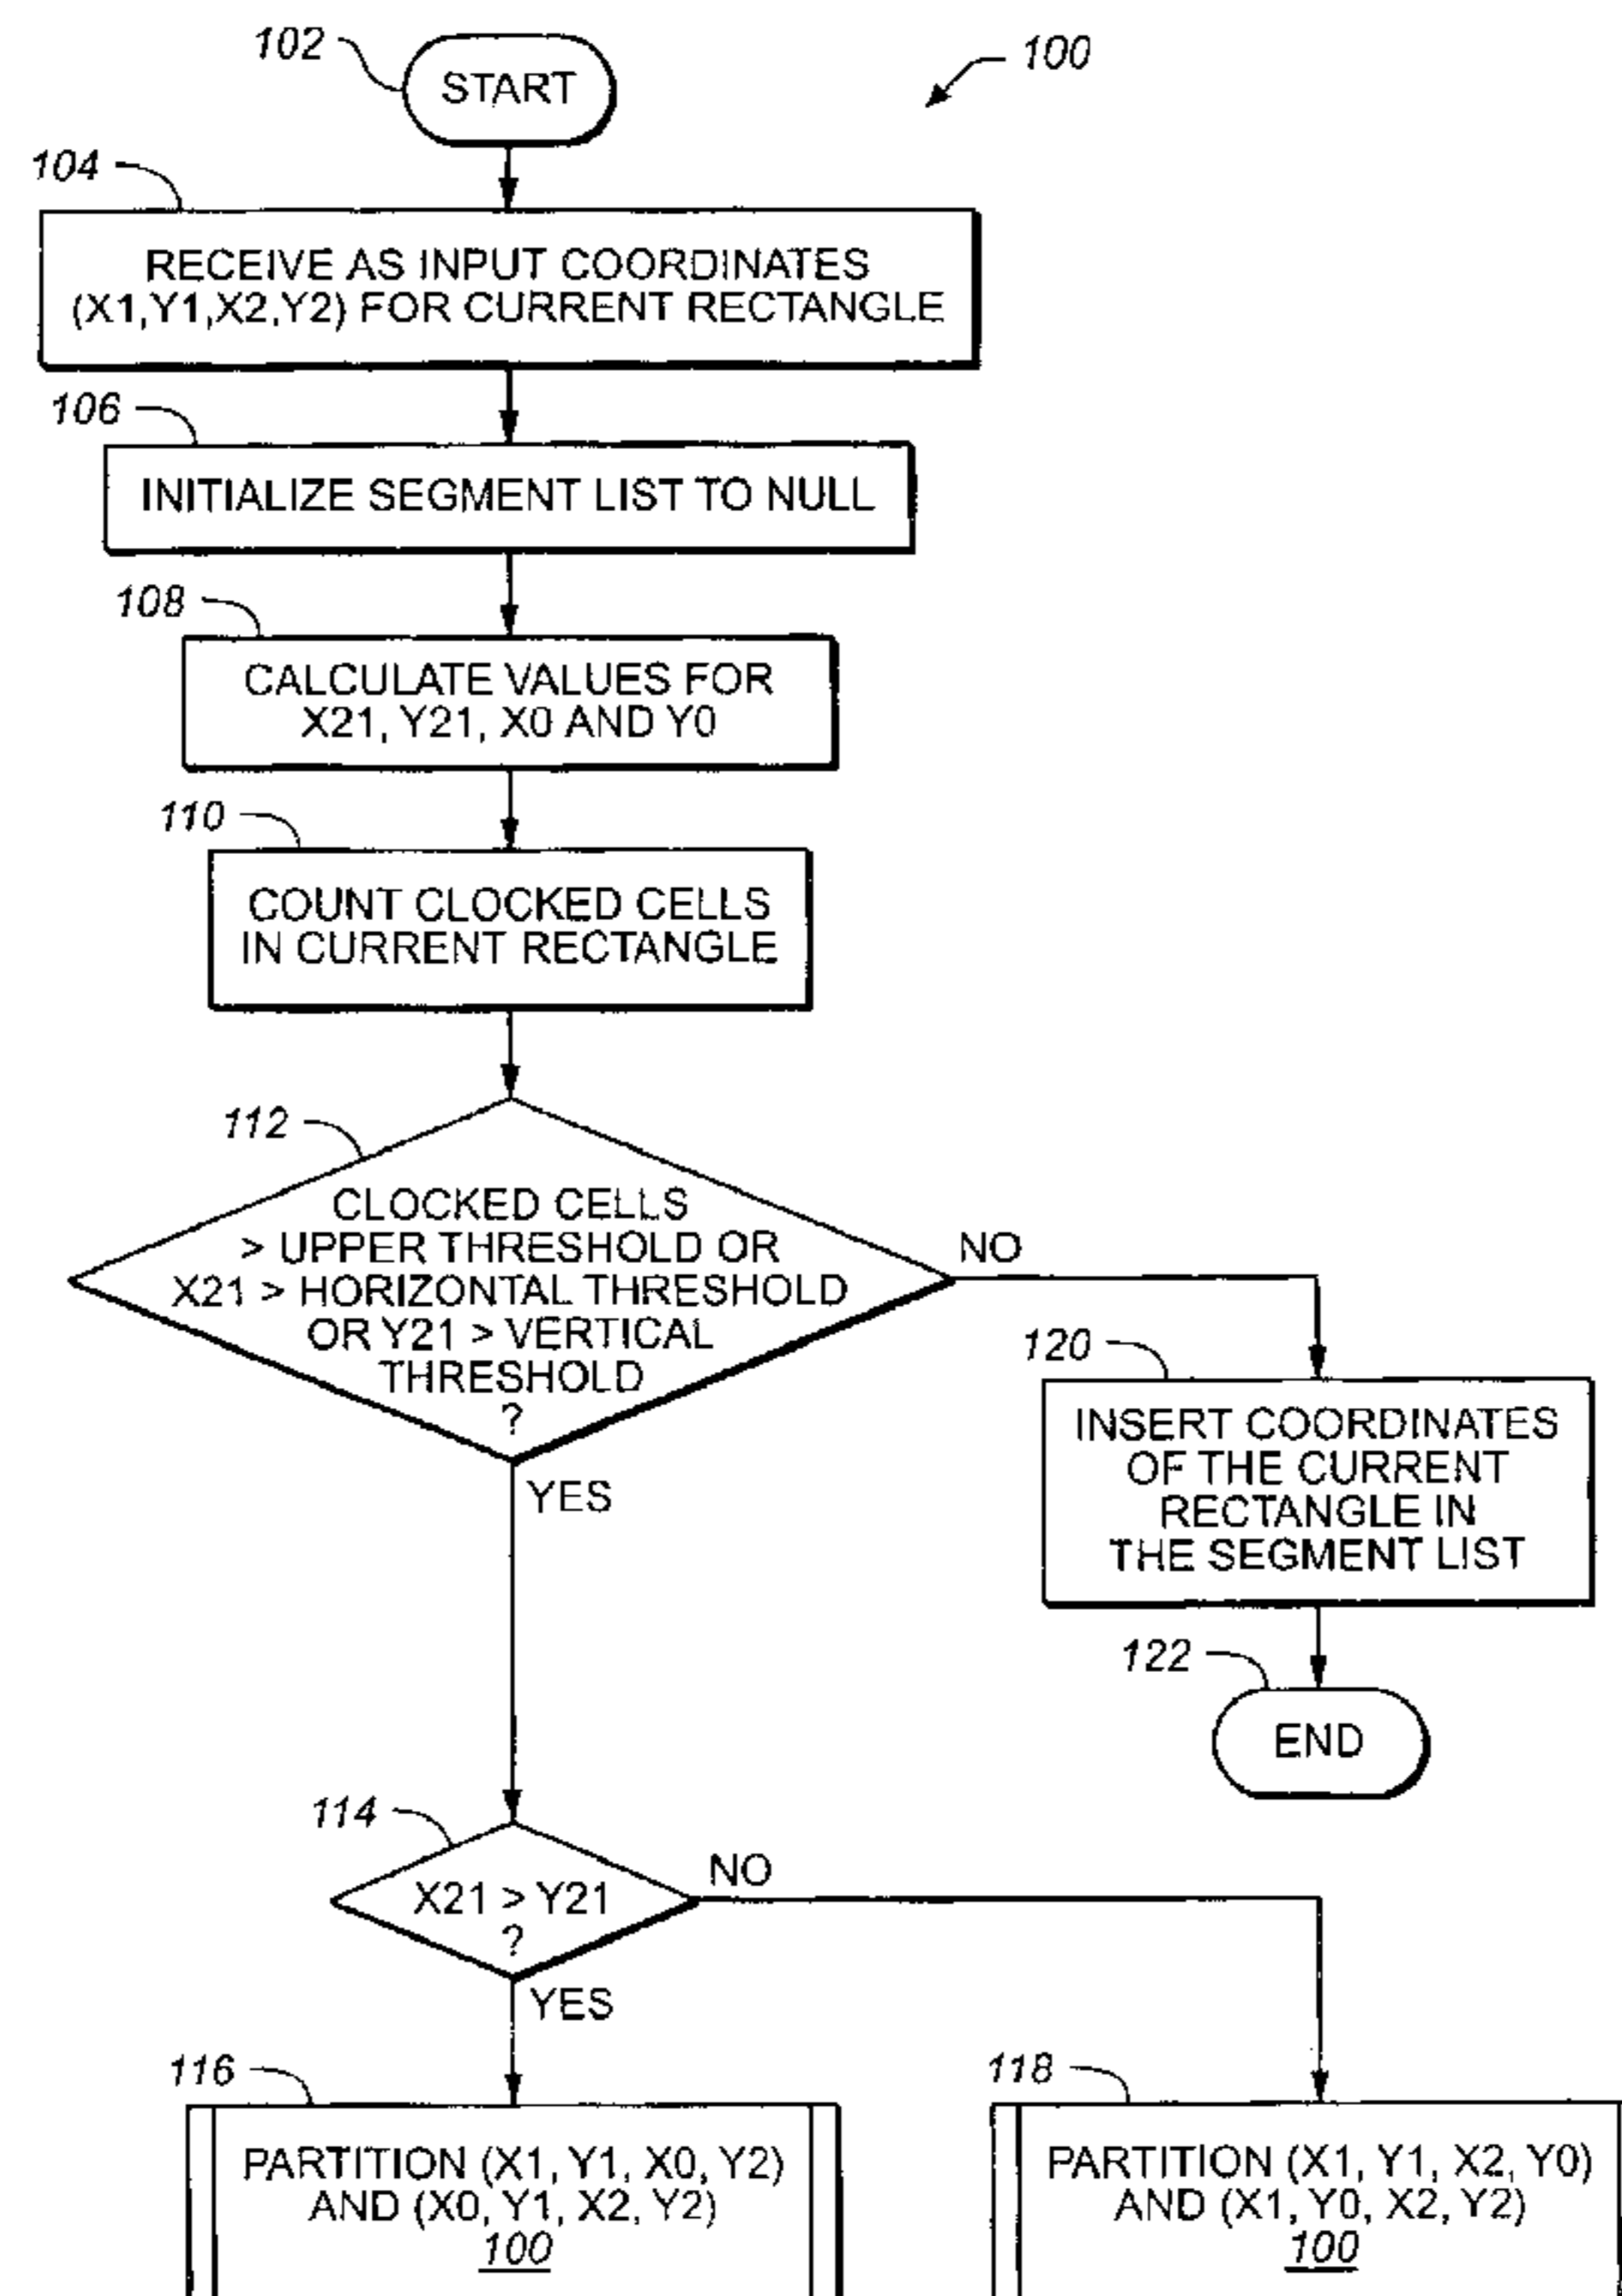 102
START
100
104
RECEIVE AS INPUT COORDINATES
(X1,Y1,X2,Y2) FOR CURRENT RECTANGLE
106
INITIALIZE SEGMENT LIST TO NULL
108
CALCULATE VALUES FOR
X21, Y21, X0 AND Y0
110
COUNT CLOCKED CELLS
IN CURRENT RECTANGLE
112
CLOCKED CELLS
> UPPER THRESHOLD OR
X21 > HORIZONTAL THRESHOLD
OR Y21 > VERTICAL
THRESHOLD
?
NO
YES
120
INSERT COORDINATES
OF THE CURRENT
RECTANGLE IN
THE SEGMENT LIST
122
END
114
X21 > Y21
?
NO
YES
116
PARTITION (X1, Y1, X0, Y2)
AND (X0, Y1, X2, Y2)
100
118
PARTITION (X1, Y1, X2, Y0)
AND (X1, Y0, X2, Y2)
100